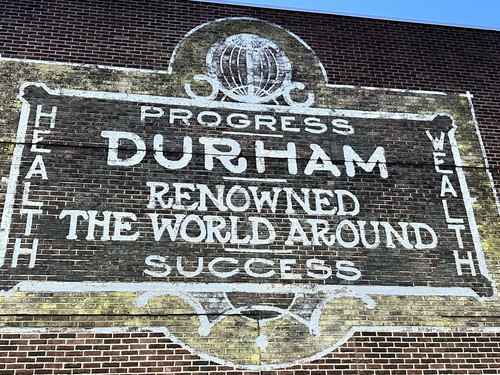 PROGRESS
DURHAM
RENOWNED
THE WORLD AROUND
SUCCESS
HEALTH
WEALTH